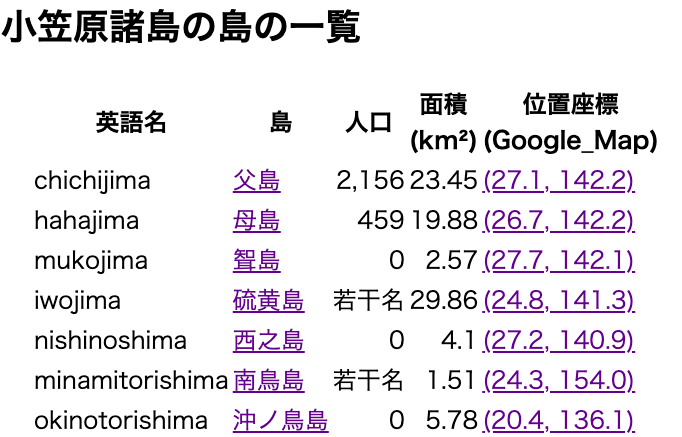 小笠原諸島の島の一覧
英語名 島 人口 面積 (km²) 位置座標 (Google_Map)
chichijima 父島 2,156 23.45 (27.1, 142.2)
hahajima 母島 459 19.88 (26.7, 142.2)
mukojima 聟島 0 2.57 (27.7, 142.1)
iwojima 硫黄島 若干名 29.86 (24.8, 141.3)
nishinoshima 西之島 0 4.1 (27.2, 140.9)
minamitorishima 南鳥島 若干名 1.51 (24.3, 154.0)
okinotorishima 沖ノ鳥島 0 5.78 (20.4, 136.1)